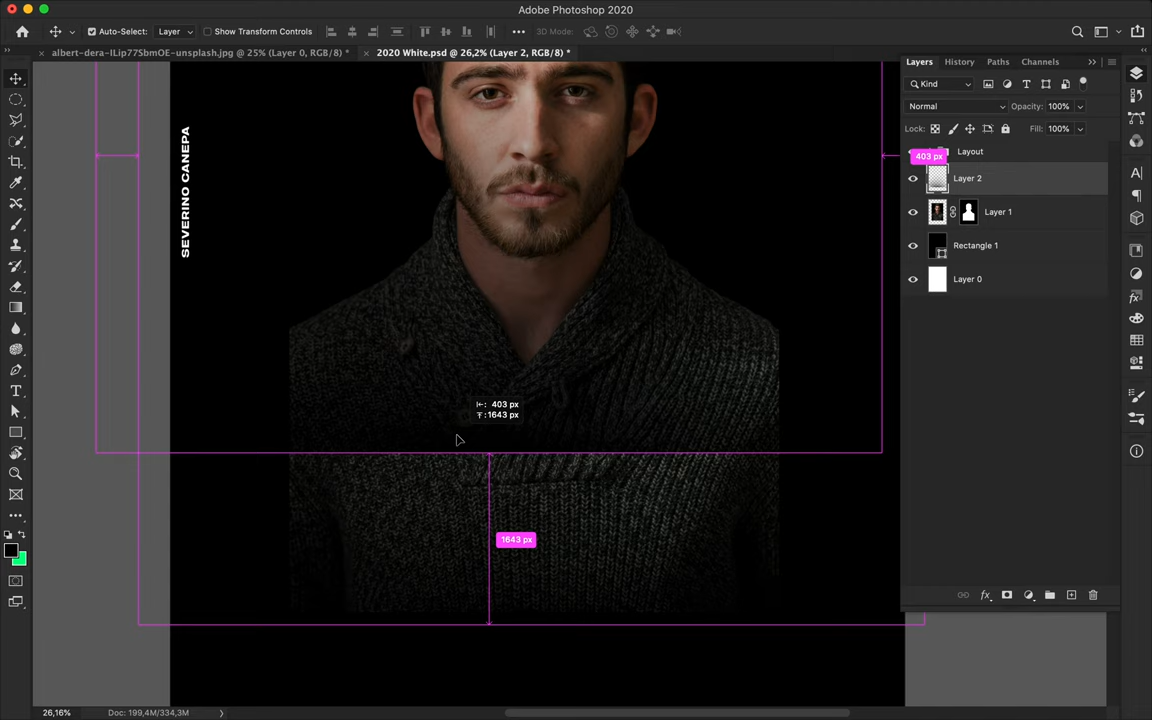 Adobe Photoshop 2020
Auto-Select: Layer Show Transform Controls 3D Mode:
albert-dera-ILip77SbmOE-unsplash.jpg @ 25% (Layer 0, RGB/8) *
2020 White.psd @ 26,2% (Layer 2, RGB/8) *
SEVERINO CANEPA
403 px
1643 px
1643 px
Layers History Paths Channels
Kind
Normal Opacity: 100%
Lock: Fill: 100%
403 px Layout
Layer 2
Layer 1
Rectangle 1
Layer 0
fx
26,16% Doc: 199,4M/334,3M